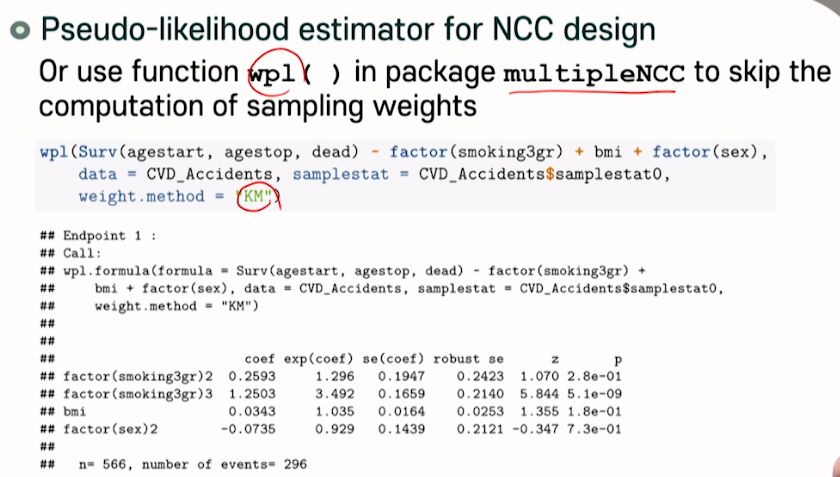 Pseudo-likelihood estimator for NCC design
Or use function wpl( ) in package multipleNCC to skip the
computation of sampling weights
wpl(Surv(agestart, agestop, dead) ~ factor(smoking3gr) + bmi + factor(sex),
data = CVD_Accidents, samplestat = CVD_Accidents$samplestat0,
weight.method = "KM")
## Endpoint 1 :
## Call:
## wpl.formula(formula = Surv(agestart, agestop, dead) ~ factor(smoking3gr) +
## bmi + factor(sex), data = CVD_Accidents, samplestat = CVD_Accidents$samplestat0,
## weight.method = "KM")
##
##
## coef exp(coef) se(coef) robust se z p
## factor(smoking3gr)2 0.2593 1.296 0.1947 0.2423 1.070 2.8e-01
## factor(smoking3gr)3 1.2503 3.492 0.1659 0.2140 5.844 5.1e-09
## bmi 0.0343 1.035 0.0164 0.0253 1.355 1.8e-01
## factor(sex)2 -0.0735 0.929 0.1439 0.2121 -0.347 7.3e-01
##
## n= 566, number of events= 296